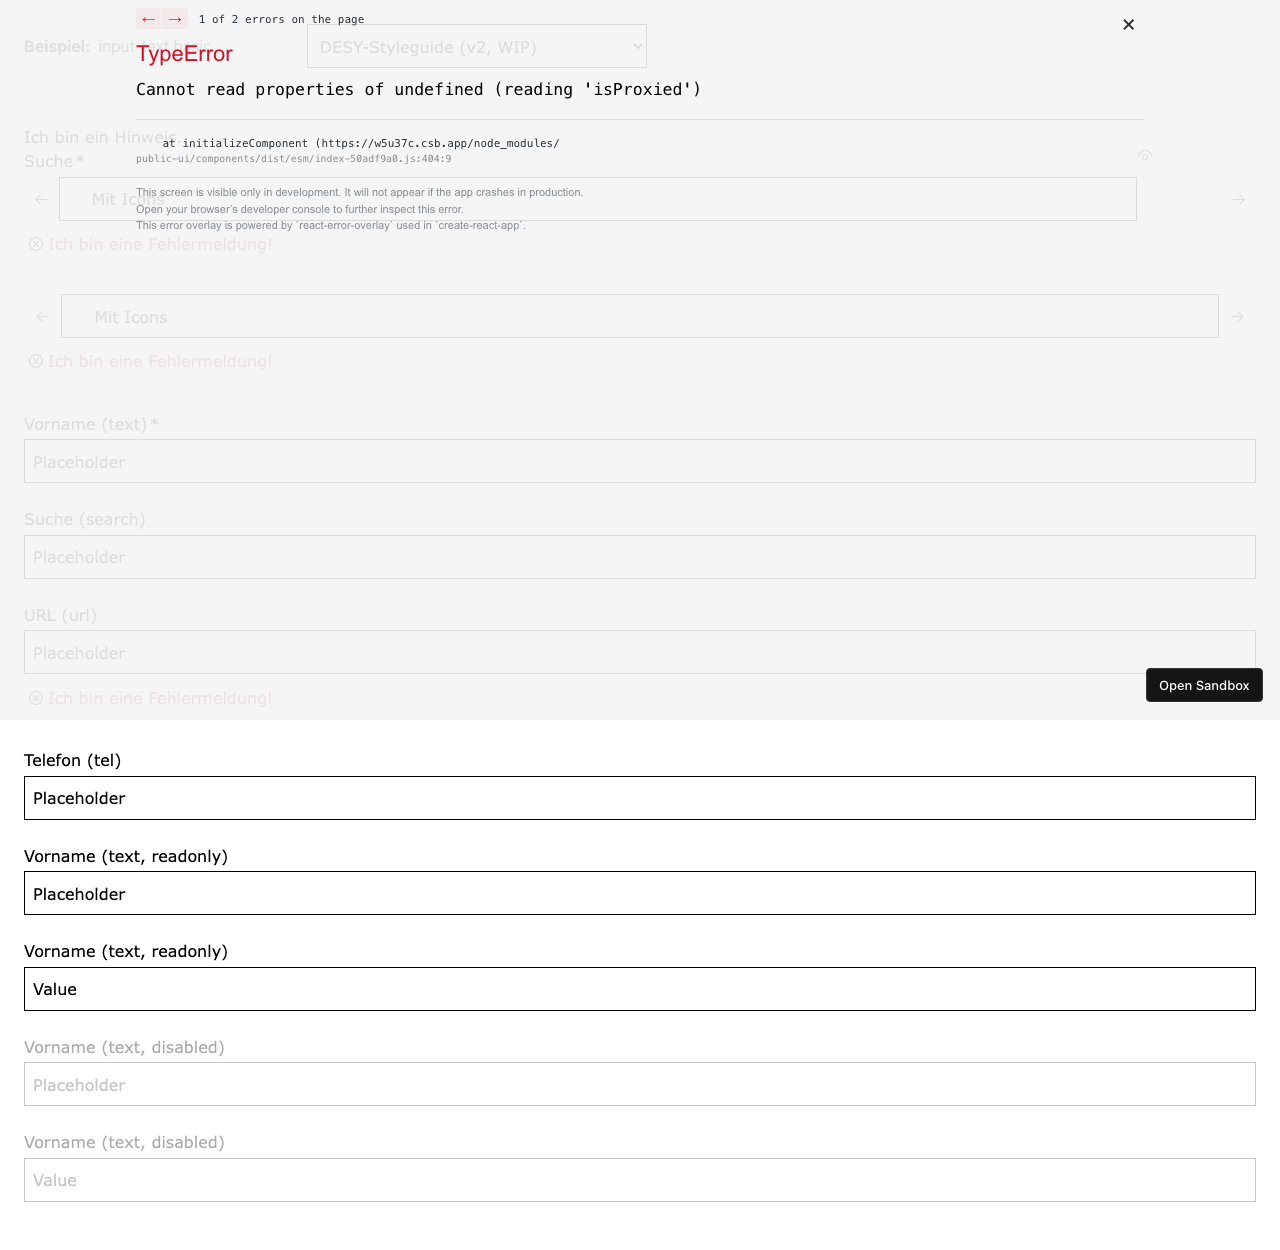 ← → 1 of 2 errors on the page
Beispiel: input-text basic
DESY-Styleguide (v2, WIP)
TypeError
Cannot read properties of undefined (reading 'isProxied')
Ich bin ein Hinweis.
at initializeComponent (https://w5u37c.csb.app/node_modules/
Suche *
public-ui/components/dist/esm/index-50adf9a0.js:404:9
This screen is visible only in development. It will not appear if the app crashes in production.
Mit Icons
Open your browser’s developer console to further inspect this error.
This error overlay is powered by `react-error-overlay` used in `create-react-app`.
Ich bin eine Fehlermeldung!
Mit Icons
Ich bin eine Fehlermeldung!
Vorname (text) *
Placeholder
Suche (search)
Placeholder
URL (url)
Placeholder
Open Sandbox
Ich bin eine Fehlermeldung!
Telefon (tel)
Placeholder
Vorname (text, readonly)
Placeholder
Vorname (text, readonly)
Value
Vorname (text, disabled)
Placeholder
Vorname (text, disabled)
Value